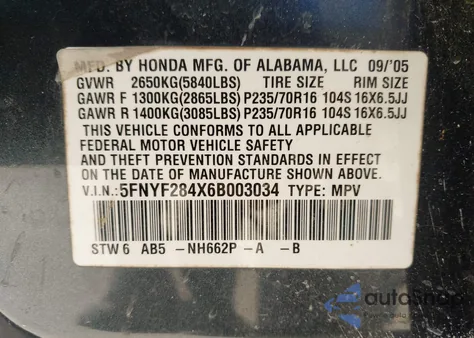 MFD. BY HONDA MFG. OF ALABAMA, LLC 09/'05
GVWR 2650KG(5840LBS) TIRE SIZE RIM SIZE
GAWR F 1300KG(2865LBS) P235/70R16 104S 16X6.5JJ
GAWR R 1400KG(3085LBS) P235/70R16 104S 16X6.5JJ
THIS VEHICLE CONFORMS TO ALL APPLICABLE
FEDERAL MOTOR VEHICLE SAFETY
AND THEFT PREVENTION STANDARDS IN EFFECT
ON THE DATE OF MANUFACTURE SHOWN ABOVE.
V.I.N.: 5FNYF284X6B003034 TYPE: MPV
STW 6 AB5 -NH662P -A -B
autoSnap